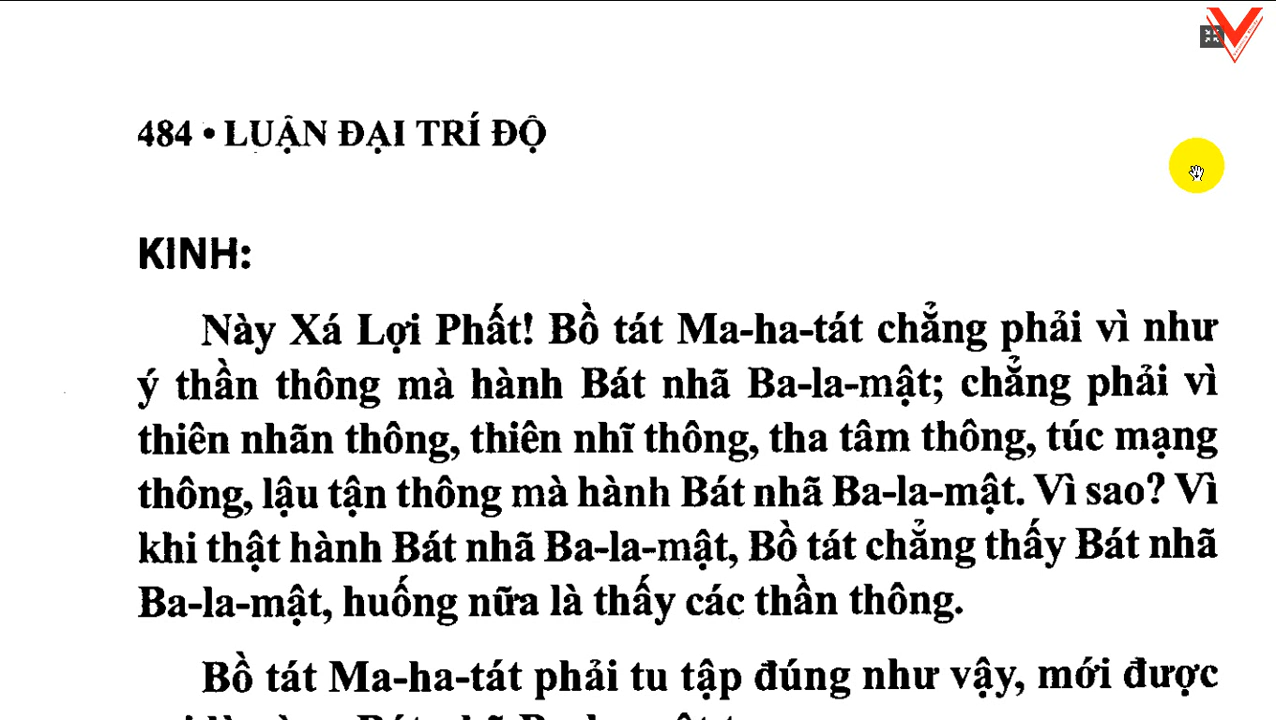 484 • LUẬN ĐẠI TRÍ ĐỘ
KINH:
Này Xá Lợi Phất! Bồ tát Ma-ha-tát chẳng phải vì như
ý thần thông mà hành Bát nhã Ba-la-mật; chẳng phải vì
thiên nhãn thông, thiên nhĩ thông, tha tâm thông, túc mạng
thông, lậu tận thông mà hành Bát nhã Ba-la-mật. Vì sao? Vì
khi thật hành Bát nhã Ba-la-mật, Bồ tát chẳng thấy Bát nhã
Ba-la-mật, huống nữa là thấy các thần thông.
Bồ tát Ma-ha-tát phải tu tập đúng như vậy, mới được